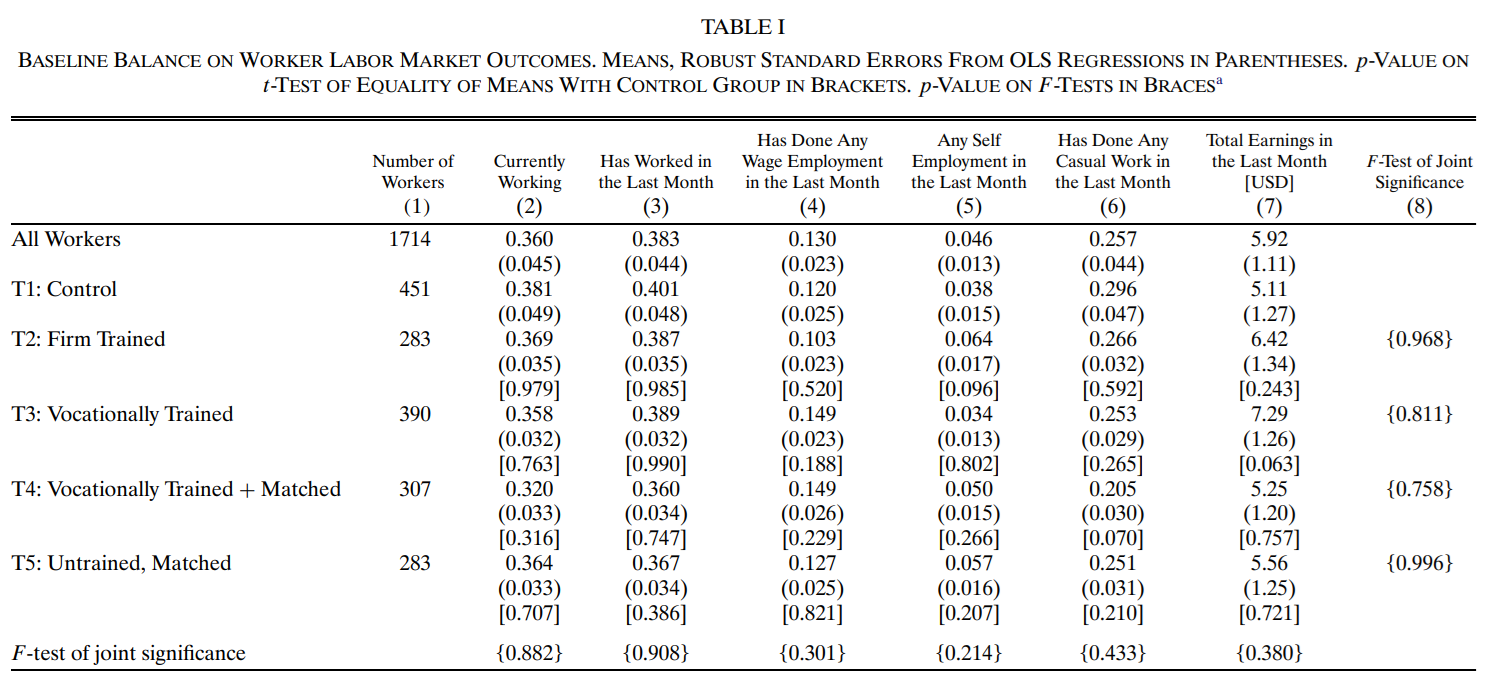 TABLE I
BASELINE BALANCE ON WORKER LABOR MARKET OUTCOMES. MEANS, ROBUST STANDARD ERRORS FROM OLS REGRESSIONS IN PARENTHESES. p-VALUE ON
t-TEST OF EQUALITY OF MEANS WITH CONTROL GROUP IN BRACKETS. p-VALUE ON F-TESTS IN BRACES^a
Has Done Any Any Self Has Done Any Total Earnings in
Number of Currently Has Worked in Wage Employment Employment in Casual Work in the Last Month F-Test of Joint
Workers Working the Last Month in the Last Month the Last Month the Last Month [USD] Significance
(1) (2) (3) (4) (5) (6) (7) (8)
All Workers 1714 0.360 0.383 0.130 0.046 0.257 5.92
(0.045) (0.044) (0.023) (0.013) (0.044) (1.11)
T1: Control 451 0.381 0.401 0.120 0.038 0.296 5.11
(0.049) (0.048) (0.025) (0.015) (0.047) (1.27)
T2: Firm Trained 283 0.369 0.387 0.103 0.064 0.266 6.42 {0.968}
(0.035) (0.035) (0.023) (0.017) (0.032) (1.34)
[0.979] [0.985] [0.520] [0.096] [0.592] [0.243]
T3: Vocationally Trained 390 0.358 0.389 0.149 0.034 0.253 7.29 {0.811}
(0.032) (0.032) (0.023) (0.013) (0.029) (1.26)
[0.763] [0.990] [0.188] [0.802] [0.265] [0.063]
T4: Vocationally Trained + Matched 307 0.320 0.360 0.149 0.050 0.205 5.25 {0.758}
(0.033) (0.034) (0.026) (0.015) (0.030) (1.20)
[0.316] [0.747] [0.229] [0.266] [0.070] [0.757]
T5: Untrained, Matched 283 0.364 0.367 0.127 0.057 0.251 5.56 {0.996}
(0.033) (0.034) (0.025) (0.016) (0.031) (1.25)
[0.707] [0.386] [0.821] [0.207] [0.210] [0.721]
F-test of joint significance {0.882} {0.908} {0.301} {0.214} {0.433} {0.380}